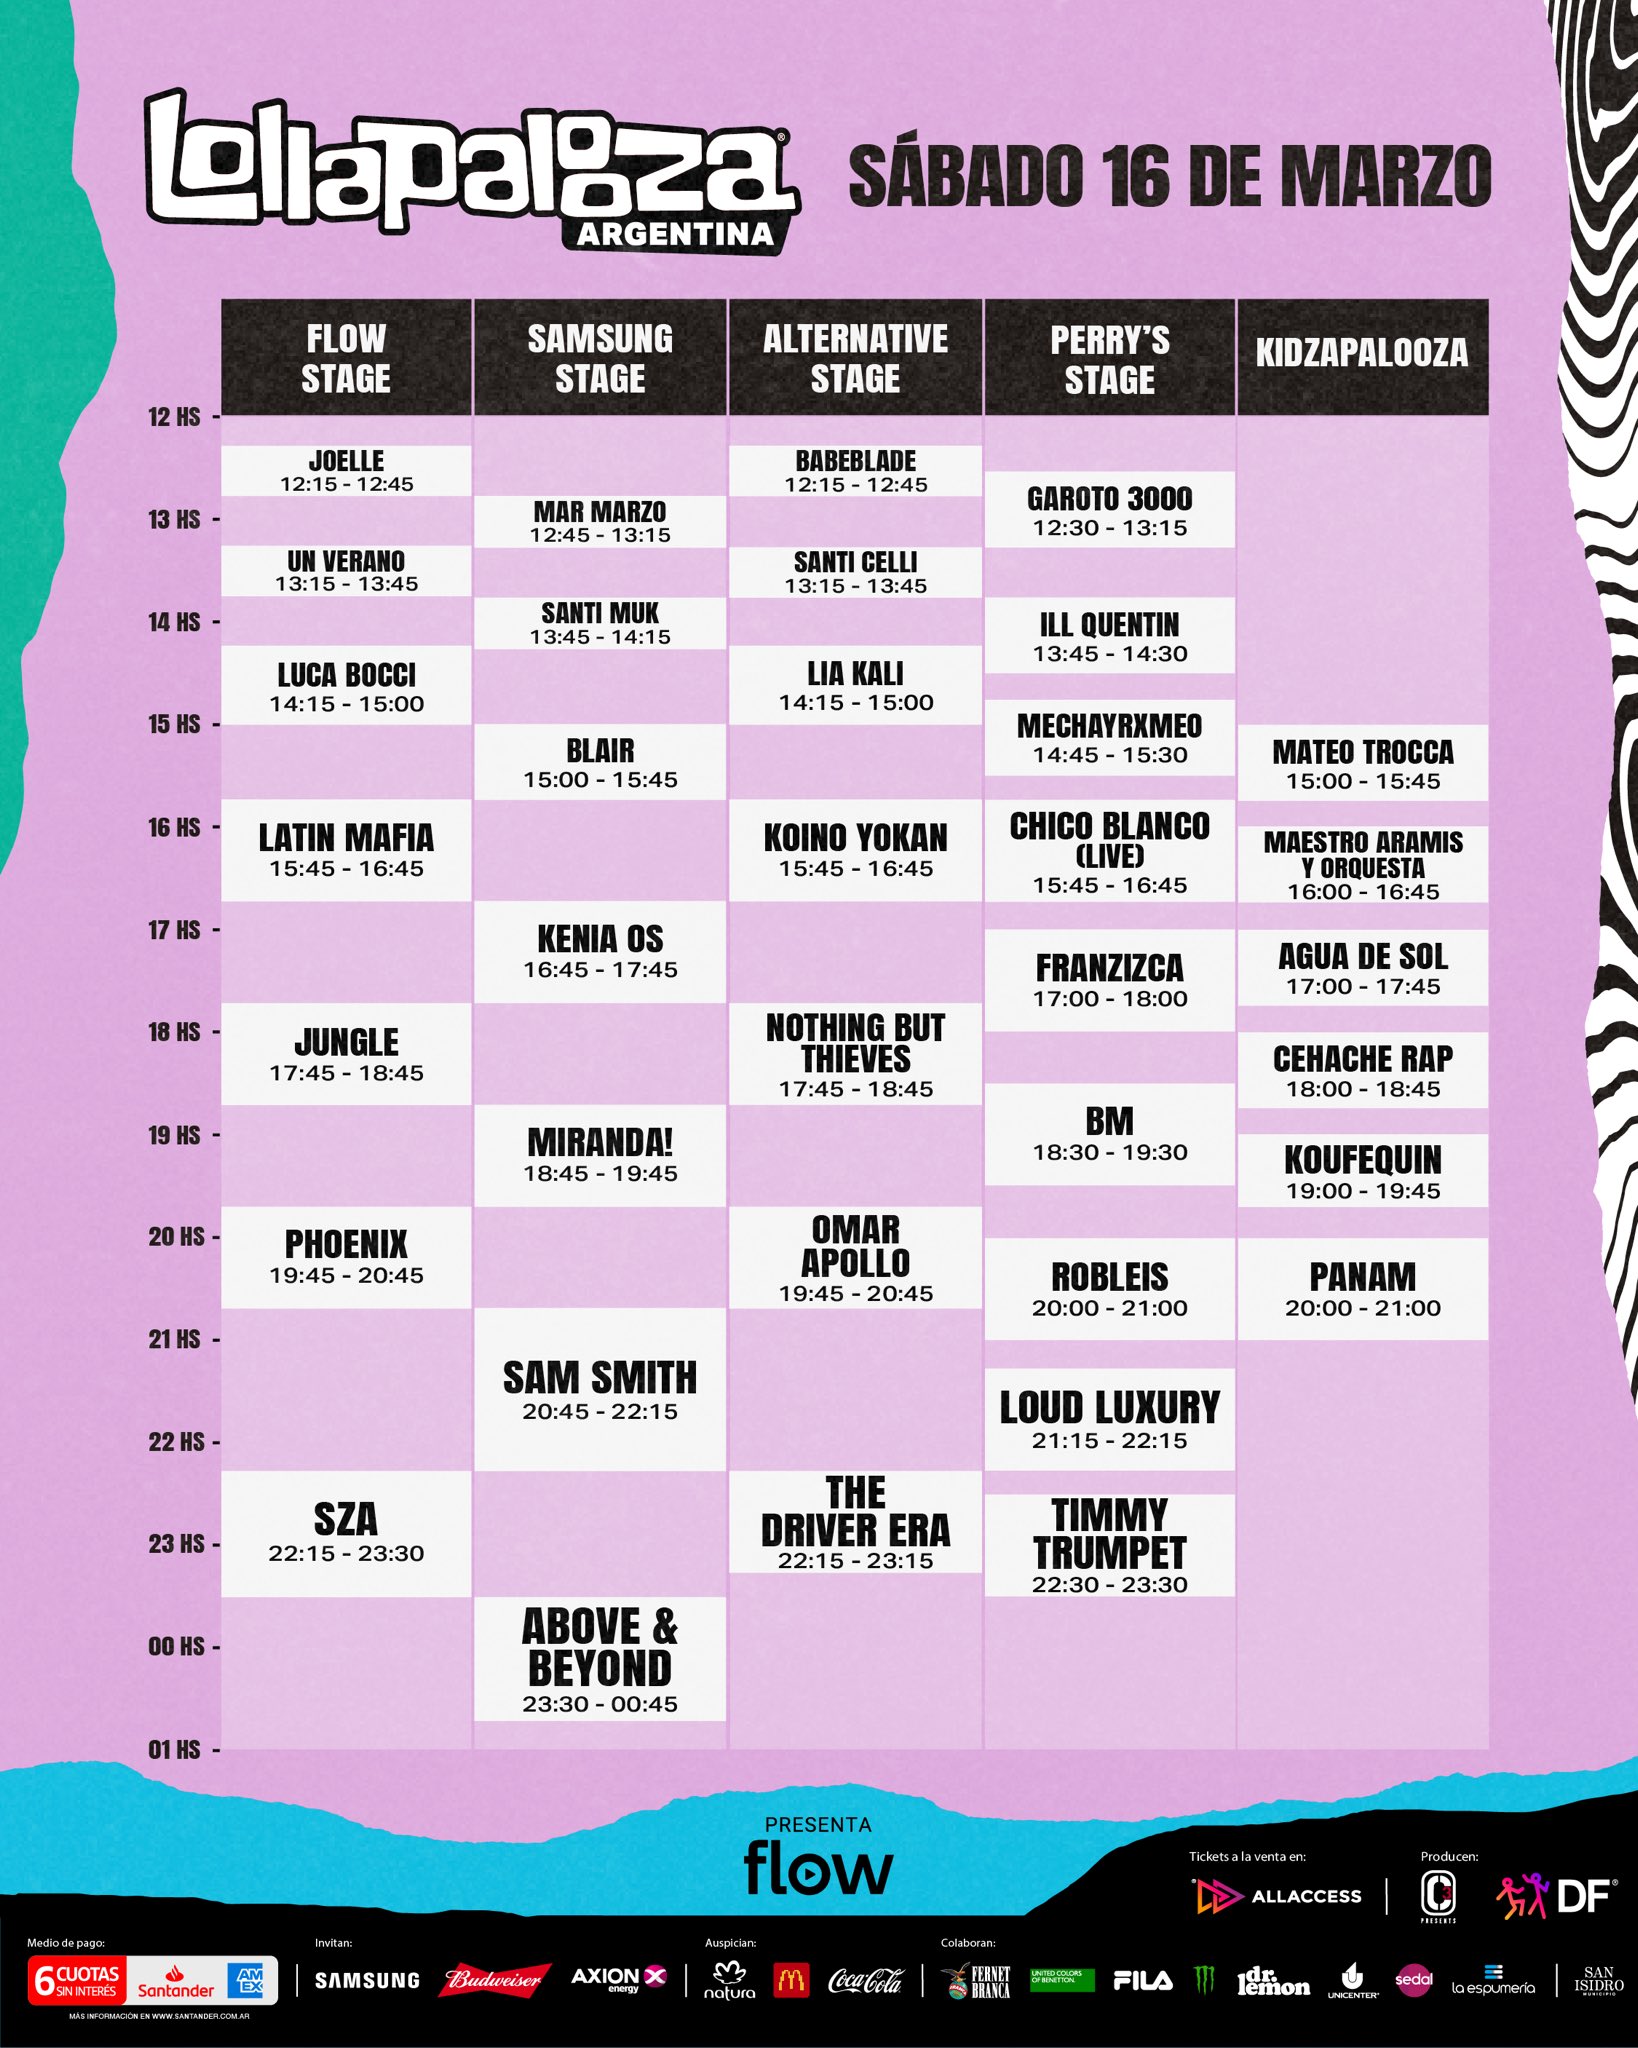 Lollapalooza®
ARGENTINA
SÁBADO 16 DE MARZO
FLOW
STAGE
SAMSUNG
STAGE
ALTERNATIVE
STAGE
PERRY'S
STAGE
KIDZAPALOOZA
12 HS -
13 HS -
14 HS -
15 HS -
16 HS -
17 HS -
18 HS -
19 HS -
20 HS -
21 HS -
22 HS -
23 HS -
00 HS -
01 HS -
JOELLE
12:15 - 12:45
UN VERANO
13:15 - 13:45
LUCA BOCCI
14:15 - 15:00
LATIN MAFIA
15:45 - 16:45
JUNGLE
17:45 - 18:45
PHOENIX
19:45 - 20:45
SZA
22:15 - 23:30
MAR MARZO
12:45 - 13:15
SANTI MUK
13:45 - 14:15
BLAIR
15:00 - 15:45
KENIA OS
16:45 - 17:45
MIRANDA!
18:45 - 19:45
SAM SMITH
20:45 - 22:15
ABOVE &
BEYOND
23:30 - 00:45
BABEBLADE
12:15 - 12:45
SANTI CELLI
13:15 - 13:45
LIA KALI
14:15 - 15:00
KOINO YOKAN
15:45 - 16:45
NOTHING BUT
THIEVES
17:45 - 18:45
OMAR
APOLLO
19:45 - 20:45
THE
DRIVER ERA
22:15 - 23:15
GAROTO 3000
12:30 - 13:15
ILL QUENTIN
13:45 - 14:30
MECHAYRXMEO
14:45 - 15:30
CHICO BLANCO
(LIVE)
15:45 - 16:45
FRANZIZCA
17:00 - 18:00
BM
18:30 - 19:30
ROBLEIS
20:00 - 21:00
LOUD LUXURY
21:15 - 22:15
TIMMY
TRUMPET
22:30 - 23:30
MATEO TROCCA
15:00 - 15:45
MAESTRO ARAMIS
Y ORQUESTA
16:00 - 16:45
AGUA DE SOL
17:00 - 17:45
CEHACHE RAP
18:00 - 18:45
KOUFEQUIN
19:00 - 19:45
PANAM
20:00 - 21:00
PRESENTA
flow
Tickets a la venta en:
ALLACCESS
Producen:
C3
PRESENTS
DF®
Medio de pago:
6 CUOTAS
SIN INTERÉS
Santander
AMEX
MÁS INFORMACIÓN EN WWW.SANTANDER.COM.AR
Invitan:
SAMSUNG
Budweiser
AXION
energy
Auspician:
natura
Coca-Cola
Colaboran:
FERNET
BRANCA
UNITED COLORS
OF BENETTON.
FILA
dr.
lemon
UNICENTER
sedal
la espumería
SAN
ISIDRO
MUNICIPIO